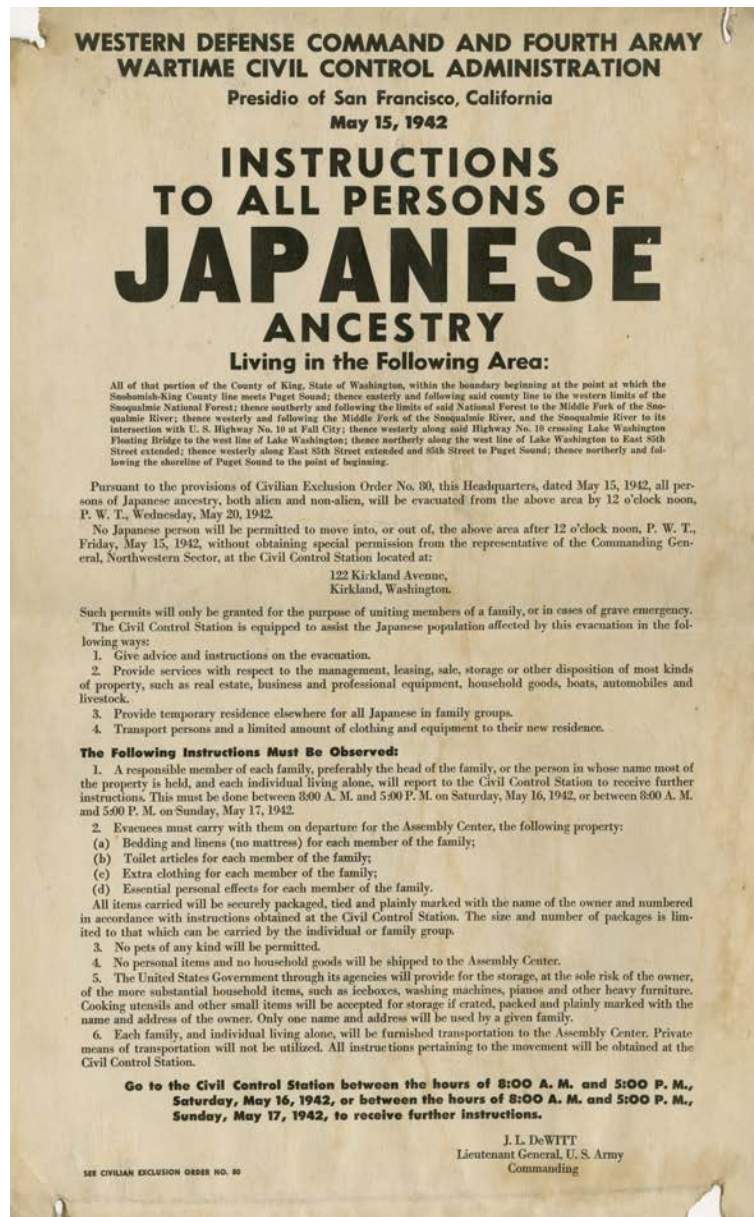 WESTERN DEFENSE COMMAND AND FOURTH ARMY
WARTIME CIVIL CONTROL ADMINISTRATION
Presidio of San Francisco, California
May 15, 1942
INSTRUCTIONS
TO ALL PERSONS OF
JAPANESE
ANCESTRY
Living in the Following Area:
All of that portion of the County of King, State of Washington, within the boundary beginning at the point at which the
Snohomish-King County line meets Puget Sound; thence easterly and following said county line to the western limits of the
Snoqualmie National Forest; thence southerly and following the limits of said National Forest to the Middle Fork of the Sno-
qualmie River; thence westerly and following the Middle Fork of the Snoqualmie River, and the Snoqualmie River to its
intersection with U. S. Highway No. 10 at Fall City; thence westerly along said Highway No. 10 crossing Lake Washington
Floating Bridge to the west line of Lake Washington; thence northerly along the west line of Lake Washington to East 85th
Street extended; thence westerly along East 85th Street extended and 85th Street to Puget Sound; thence northerly and fol-
lowing the shoreline of Puget Sound to the point of beginning.
Pursuant to the provisions of Civilian Exclusion Order No. 80, this Headquarters, dated May 15, 1942, all per-
sons of Japanese ancestry, both alien and non-alien, will be evacuated from the above area by 12 o'clock noon,
P. W. T., Wednesday, May 20, 1942.
No Japanese person will be permitted to move into, or out of, the above area after 12 o'clock noon, P. W. T.,
Friday, May 15, 1942, without obtaining special permission from the representative of the Commanding Gen-
eral, Northwestern Sector, at the Civil Control Station located at:
122 Kirkland Avenue,
Kirkland, Washington.
Such permits will only be granted for the purpose of uniting members of a family, or in cases of grave emergency.
The Civil Control Station is equipped to assist the Japanese population affected by this evacuation in the fol-
lowing ways:
1. Give advice and instructions on the evacuation.
2. Provide services with respect to the management, leasing, sale, storage or other disposition of most kinds
of property, such as real estate, business and professional equipment, household goods, boats, automobiles and
livestock.
3. Provide temporary residence elsewhere for all Japanese in family groups.
4. Transport persons and a limited amount of clothing and equipment to their new residence.
The Following Instructions Must Be Observed:
1. A responsible member of each family, preferably the head of the family, or the person in whose name most of
the property is held, and each individual living alone, will report to the Civil Control Station to receive further
instructions. This must be done between 8:00 A. M. and 5:00 P. M. on Saturday, May 16, 1942, or between 8:00 A. M.
and 5:00 P. M. on Sunday, May 17, 1942.
2. Evacuees must carry with them on departure for the Assembly Center, the following property:
(a) Bedding and linens (no mattress) for each member of the family;
(b) Toilet articles for each member of the family;
(c) Extra clothing for each member of the family;
(d) Essential personal effects for each member of the family.
All items carried will be securely packaged, tied and plainly marked with the name of the owner and numbered
in accordance with instructions obtained at the Civil Control Station. The size and number of packages is lim-
ited to that which can be carried by the individual or family group.
3. No pets of any kind will be permitted.
4. No personal items and no household goods will be shipped to the Assembly Center.
5. The United States Government through its agencies will provide for the storage, at the sole risk of the owner,
of the more substantial household items, such as iceboxes, washing machines, pianos and other heavy furniture.
Cooking utensils and other small items will be accepted for storage if crated, packed and plainly marked with the
name and address of the owner. Only one name and address will be used by a given family.
6. Each family, and individual living alone, will be furnished transportation to the Assembly Center. Private
means of transportation will not be utilized. All instructions pertaining to the movement will be obtained at the
Civil Control Station.
Go to the Civil Control Station between the hours of 8:00 A. M. and 5:00 P. M.,
Saturday, May 16, 1942, or between the hours of 8:00 A. M. and 5:00 P. M.,
Sunday, May 17, 1942, to receive further instructions.
J. L. DeWITT
Lieutenant General, U. S. Army
Commanding
SEE CIVILIAN EXCLUSION ORDER NO. 80